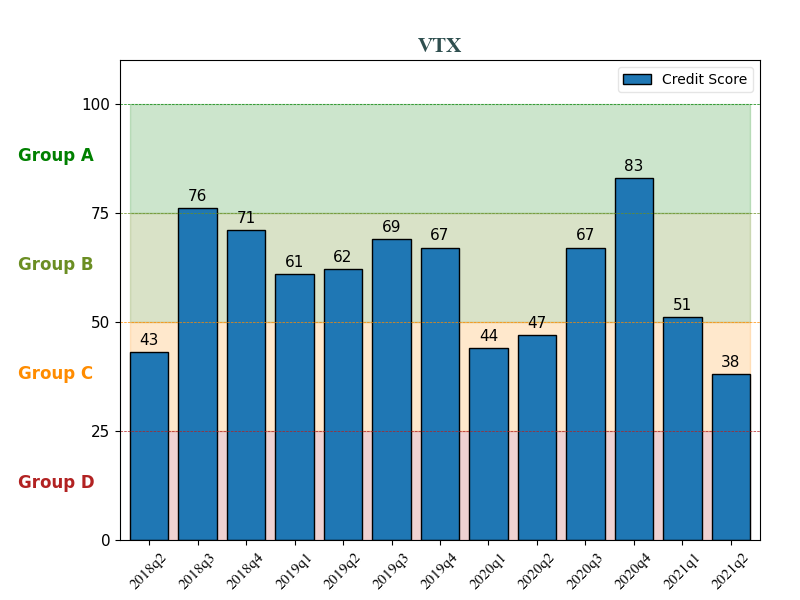 VTX
Credit Score
100
75
50
25
0
Group A
Group B
Group C
Group D
43
76
71
61
62
69
67
44
47
67
83
51
38
2018q2
2018q3
2018q4
2019q1
2019q2
2019q3
2019q4
2020q1
2020q2
2020q3
2020q4
2021q1
2021q2